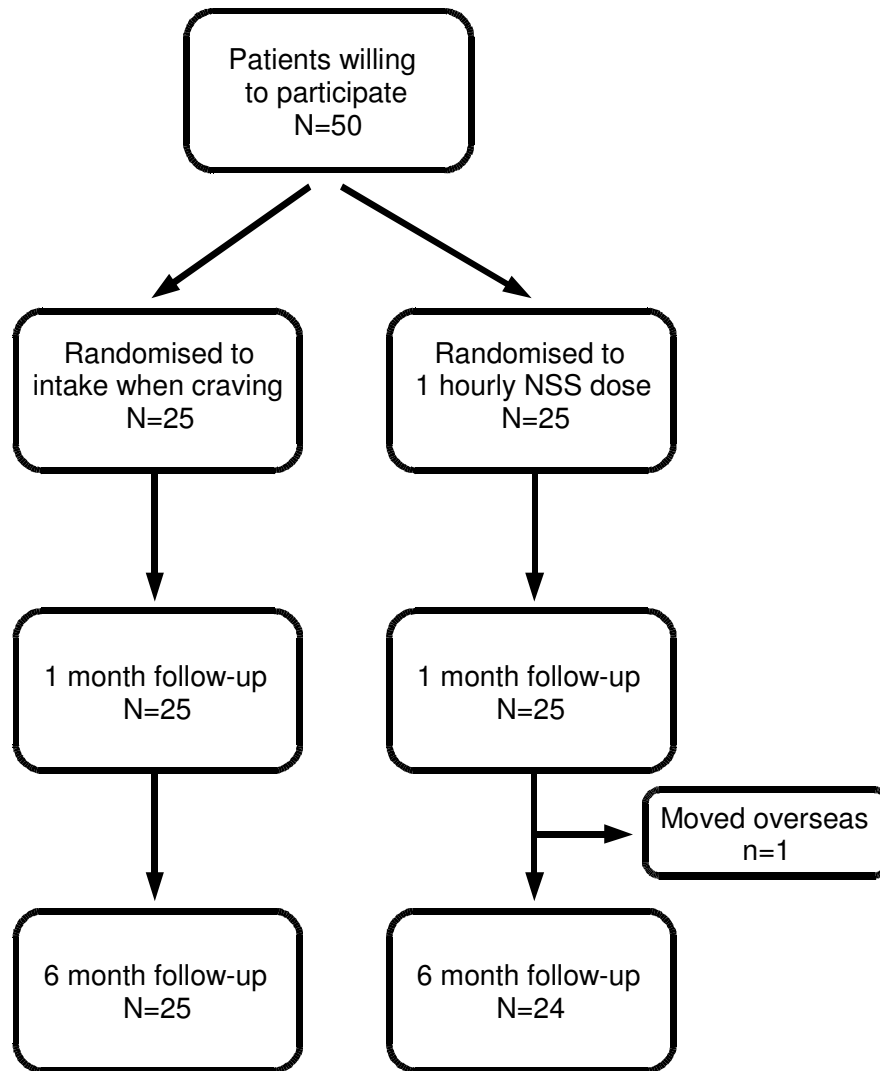 Patients willing
to participate
N=50
Randomised to
intake when craving
N=25
Randomised to
1 hourly NSS dose
N=25
1 month follow-up
N=25
1 month follow-up
N=25
Moved overseas
n=1
6 month follow-up
N=25
6 month follow-up
N=24